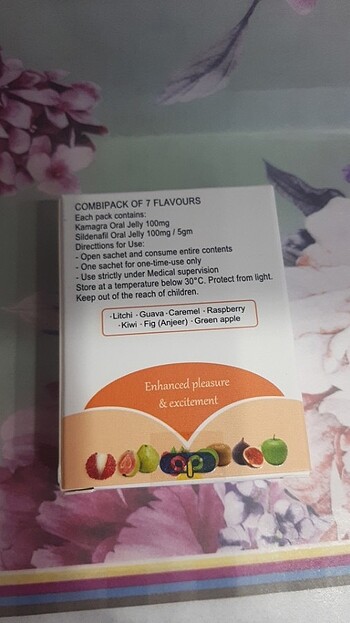 COMBIPACK OF 7 FLAVOURS
Each pack contains:
Kamagra Oral Jelly 100mg
Sildenafil Oral Jelly 100mg / 5gm
Directtions for Use:
- Open sachet and consume entire contents
- One sachet for one-time-use only
- Use strictly under Medical supervision
Store at a temperature below 30°C. Protect from light.
Keep out of the reach of children.
·Litchi ·Guava ·Caremel ·Raspberry
·Kiwi ·Fig (Anjeer) ·Green apple
Enhanced pleasure
& excitement